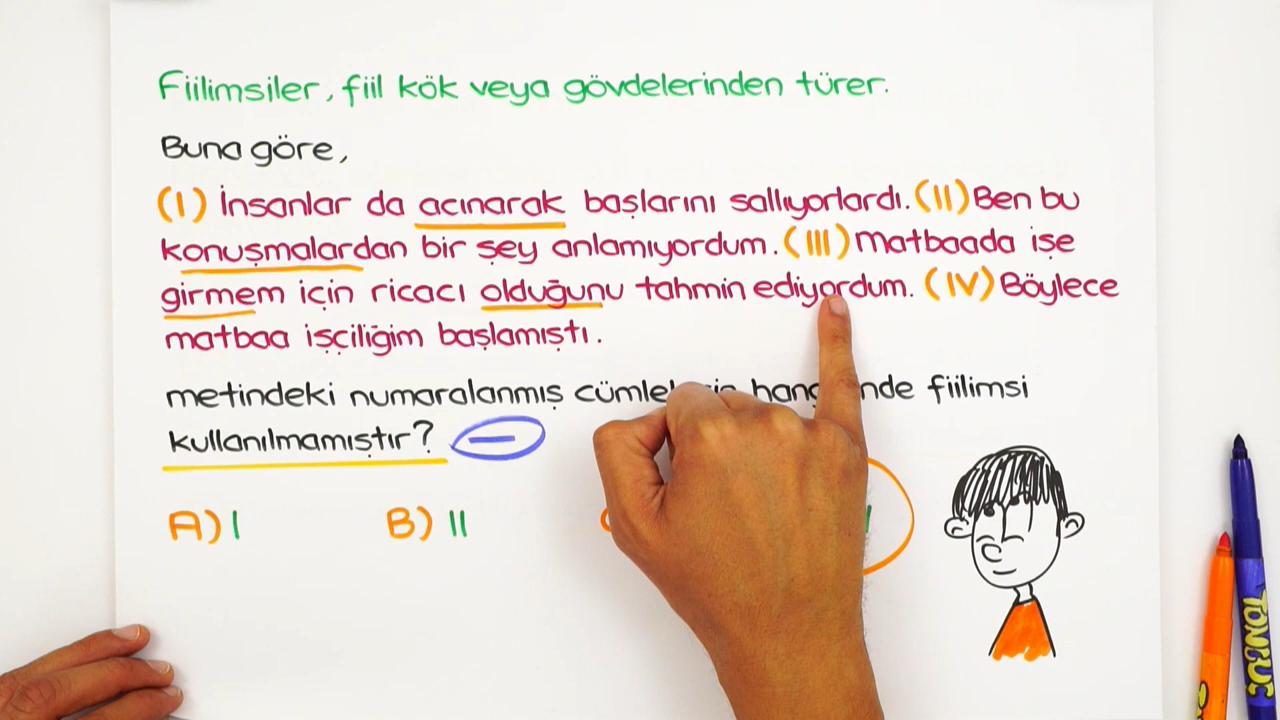 Fiilimsiler, fiil kök veya gövdelerinden türer.
Buna göre,
(I) İnsanlar da acınarak başlarını sallıyorlardı. (II) Ben bu
konuşmalardan bir şey anlamıyordum. (III) Matbaada işe
girmem için ricacı olduğunu tahmin ediyordum. (IV) Böylece
matbaa işçiliğim başlamıştı.
metindeki numaralanmış fiilimsi
kullanılmamıştır? –
A) I B) II